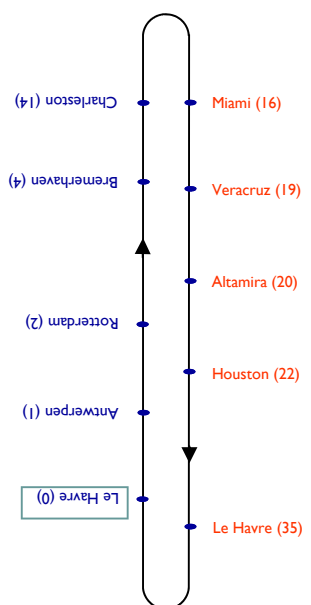 Le Havre (0)
Antwerpen (1)
Rotterdam (2)
Bremerhaven (4)
Charleston (14)
Miami (16)
Veracruz (19)
Altamira (20)
Houston (22)
Le Havre (35)